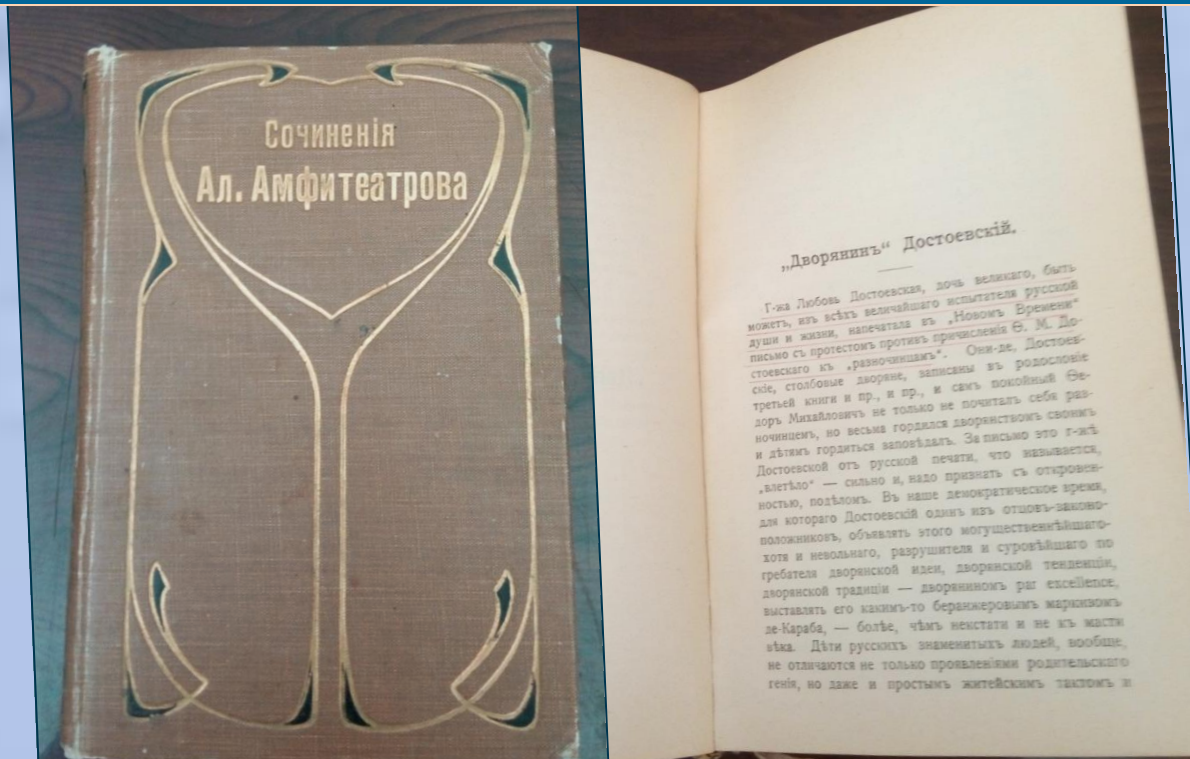 Сочиненія
Ал. Амфитеатрова
„Дворянинъ“ Достоевскій.
Г-жа Любовь Достоевская, дочь великаго, быть
можетъ, изъ всѣхъ величайшаго испытателя русской
души и жизни, напечатала въ „Новомъ Времени“
письмо съ протестомъ противъ причисленія Ѳ. М. До-
стоевскаго къ „разночинцамъ“. Они-де, Достоев-
скіе, столбовые дворяне, записаны въ родословіе
третьей книги и пр., и пр., и самъ покойный Ѳе-
доръ Михайловичъ не только не почиталъ себя раз-
ночинцемъ, но весьма гордился дворянствомъ своимъ
и дѣтямъ гордиться заповѣдалъ. За письмо это г-жѣ
Достоевской отъ русской печати, что называется,
„влетѣло“ — сильно и, надо признать съ откровен-
ностью, подѣломъ. Въ наше демократическое время,
для котораго Достоевскій одинъ изъ отцовъ-законо-
положниковъ, объявлять этого могущественнѣйшаго-
хотя и невольнаго, разрушителя и суровѣйшаго по
гребателя дворянской идеи, дворянской тенденціи,
дворянской традиціи — дворяниномъ par excellence,
выставлять его какимъ-то беранжеровымъ маркизомъ
де-Караба, — болѣе, чѣмъ некстати и не къ масти
вѣка. Дѣти русскихъ знаменитыхъ людей, вообще,
не отличаются не только проявленіями родительскаго
генія, но даже и простымъ житейскимъ тактомъ и